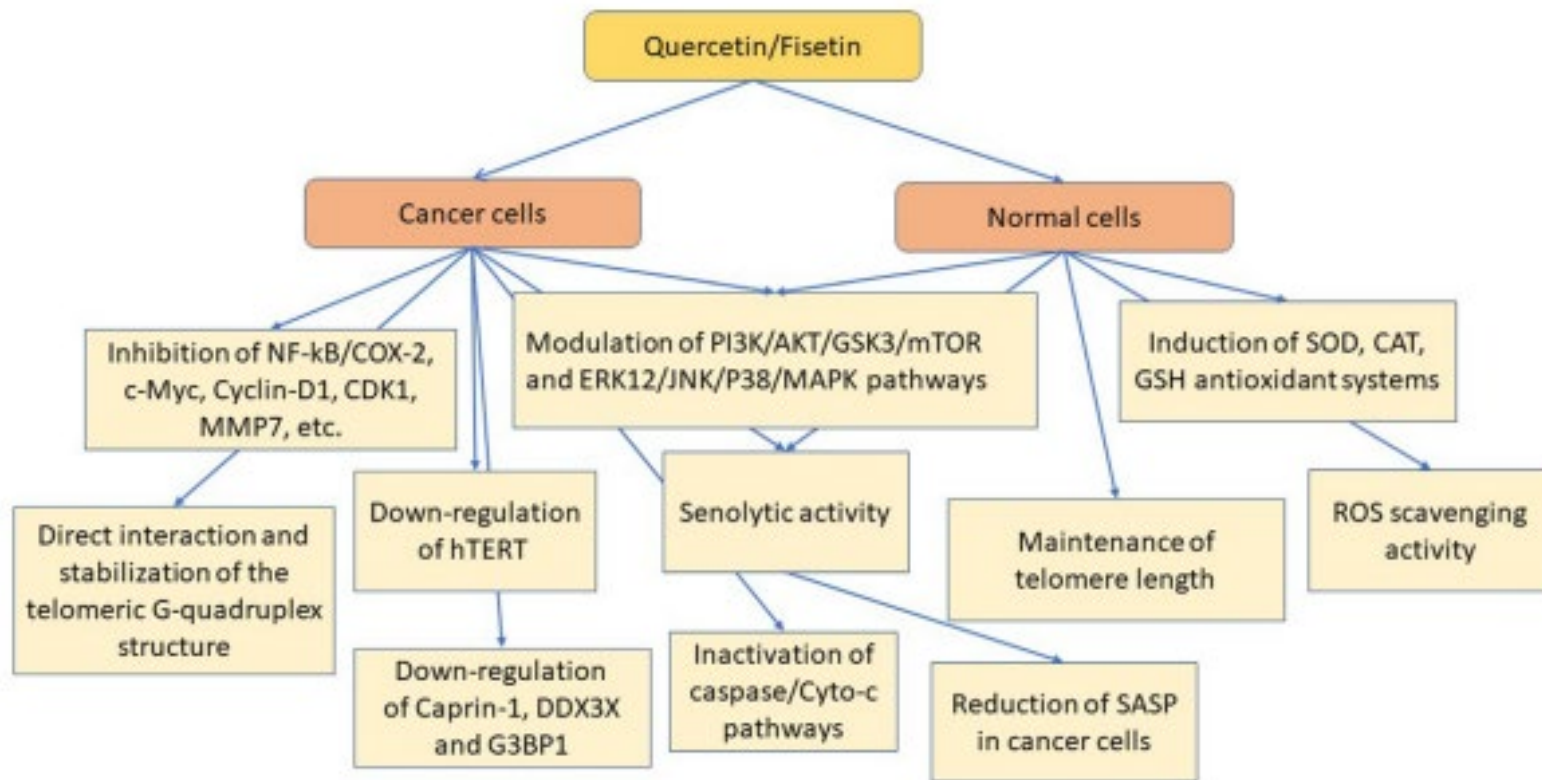 Quercetin/Fisetin
Cancer cells
Normal cells
Inhibition of NF-kB/COX-2,
c-Myc, Cyclin-D1, CDK1,
MMP7, etc.
Modulation of PI3K/AKT/GSK3/mTOR
and ERK12/JNK/P38/MAPK pathways
Induction of SOD, CAT,
GSH antioxidant systems
Direct interaction and
stabilization of the
telomeric G-quadruplex
structure
Down-regulation
of hTERT
Senolytic activity
Maintenance of
telomere length
ROS scavenging
activity
Down-regulation
of Caprin-1, DDX3X
and G3BP1
Inactivation of
caspase/Cyto-c
pathways
Reduction of SASP
in cancer cells